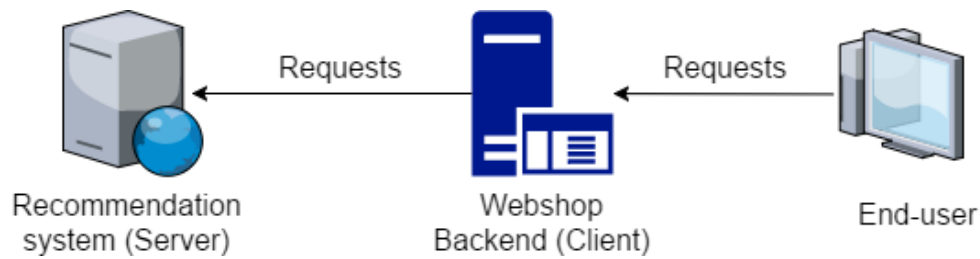 Requests
Requests
Recommendation
system (Server)
Webshop
Backend (Client)
End-user